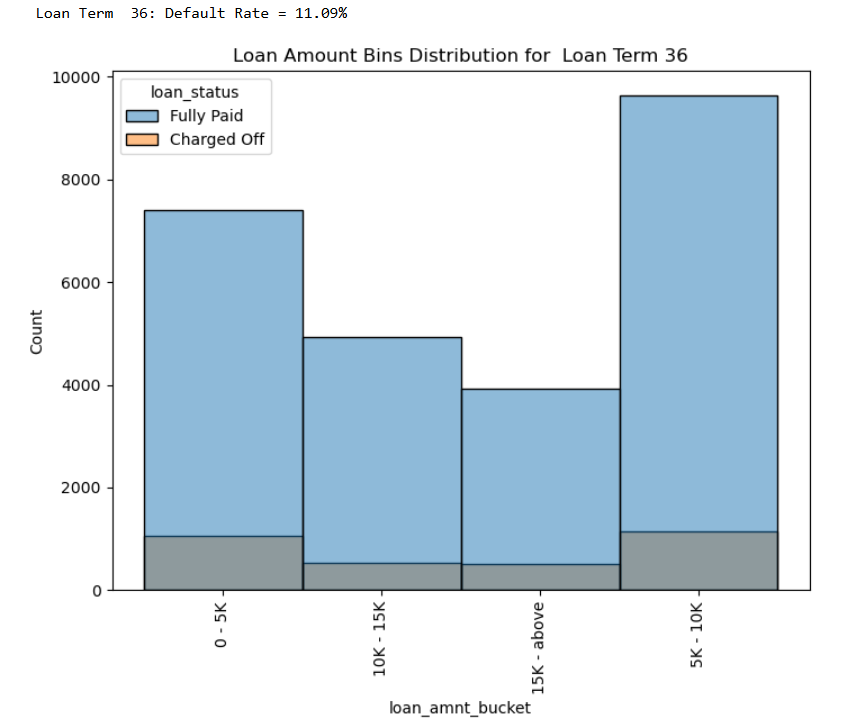 Loan Term  36: Default Rate = 11.09%
Loan Amount Bins Distribution for  Loan Term 36
loan_status
Fully Paid
Charged Off
10000
8000
6000
4000
2000
0
Count
0 - 5K
10K - 15K
15K - above
5K - 10K
loan_amnt_bucket